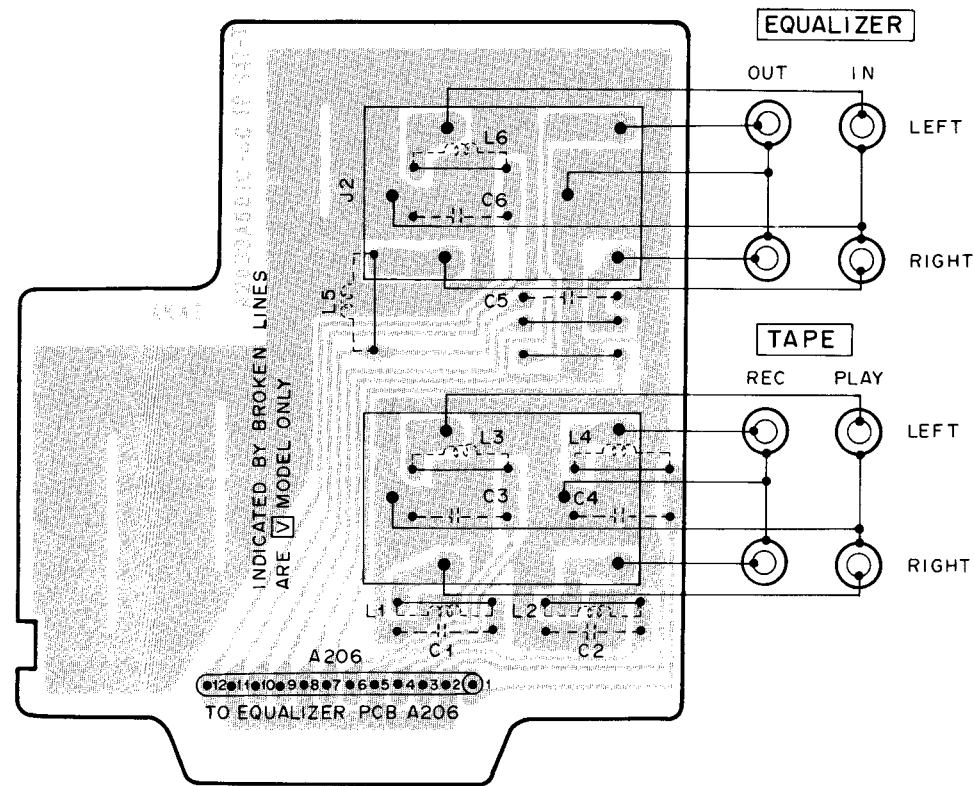 EQUALIZER
OUT IN
LEFT
L6
J2
C6
RIGHT
L5
C5
INDICATED BY BROKEN LINES
ARE V MODEL ONLY
TAPE
REC PLAY
LEFT
L3 L4
C3 C4
RIGHT
L1 L2
C1 C2
A206
12 11 10 9 8 7 6 5 4 3 2 1
TO EQUALIZER PCB A206